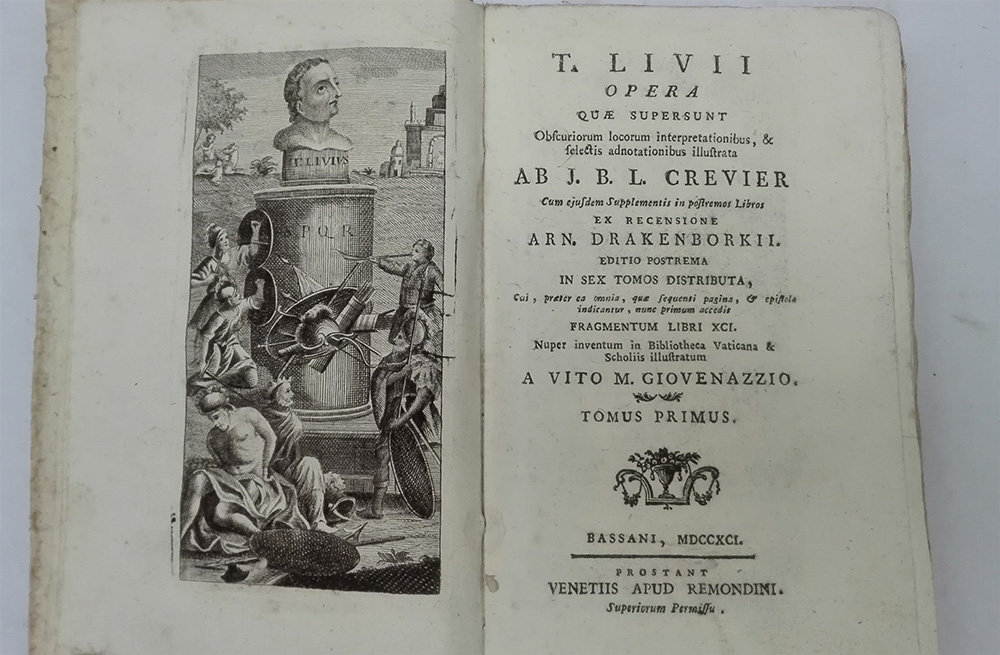 T. LIVIUS
S. P. Q. R
T. LIVII
OPERA
QUÆ SUPERSUNT
Obſcuriorum locorum interpretationibus, &
ſelectis adnotationibus illuſtrata
AB J. B. L. CREVIER
Cum ejuſdem Supplementis in poſtremos Libros
EX RECENSIONE
ARN. DRAKENBORKII.
EDITIO POSTREMA
IN SEX TOMOS DISTRIBUTA,
Cui, præter ea omnia, quæ ſequenti pagina, & epiſtola
indicantur, nunc primum accedit
FRAGMENTUM LIBRI XCI.
Nuper inventum in Bibliotheca Vaticana &
Scholiis illuſtratum
A VITO M. GIOVENAZZIO.
TOMUS PRIMUS.
BASSANI, MDCCXCI.
PROSTANT
VENETIIS APUD REMONDINI.
Superiorum Permiſſu.